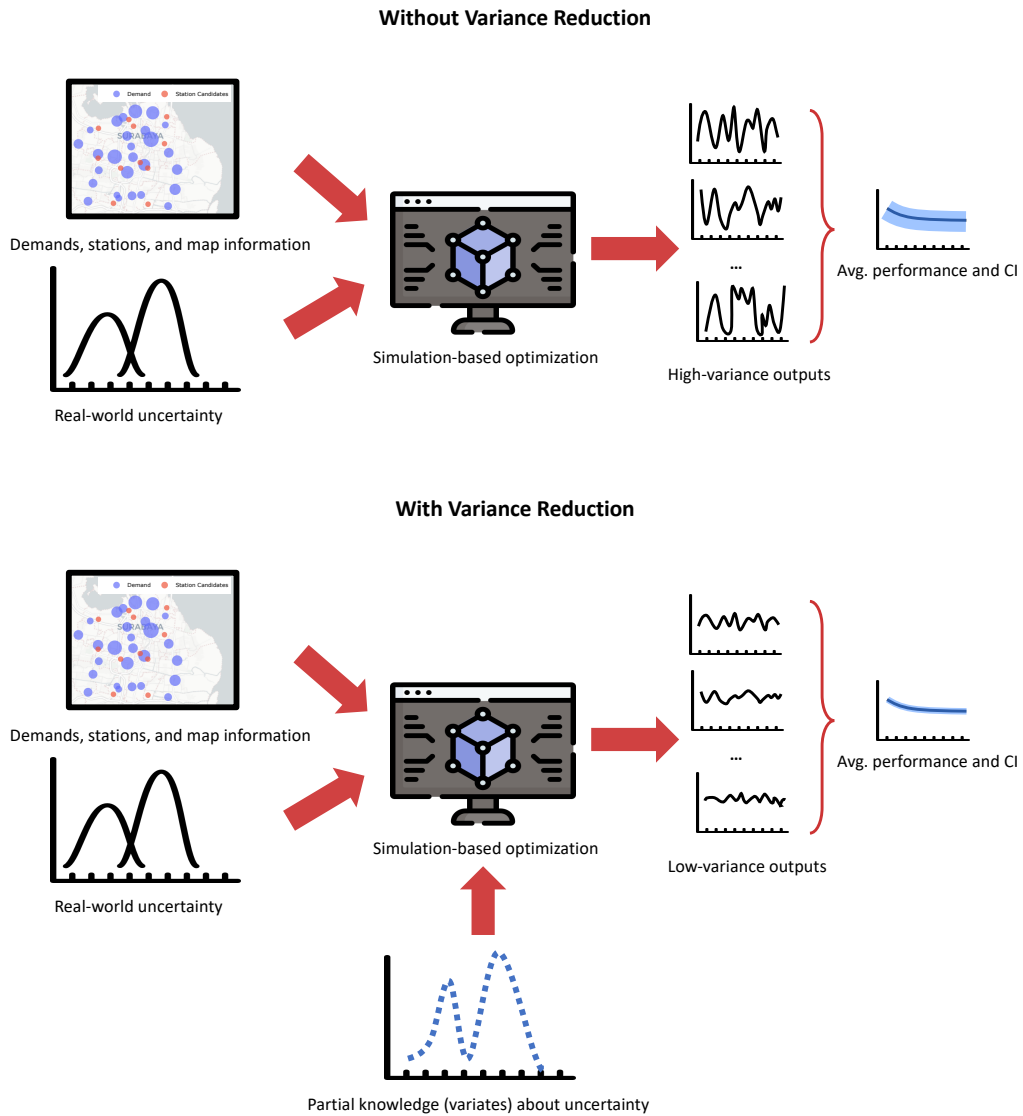 Without Variance Reduction
Demand Station Candidates
SURABAYA
Demands, stations, and map information
Real-world uncertainty
Simulation-based optimization
...
High-variance outputs
Avg. performance and CI
With Variance Reduction
Demand Station Candidates
SURABAYA
Demands, stations, and map information
Real-world uncertainty
Simulation-based optimization
...
Low-variance outputs
Avg. performance and CI
Partial knowledge (variates) about uncertainty